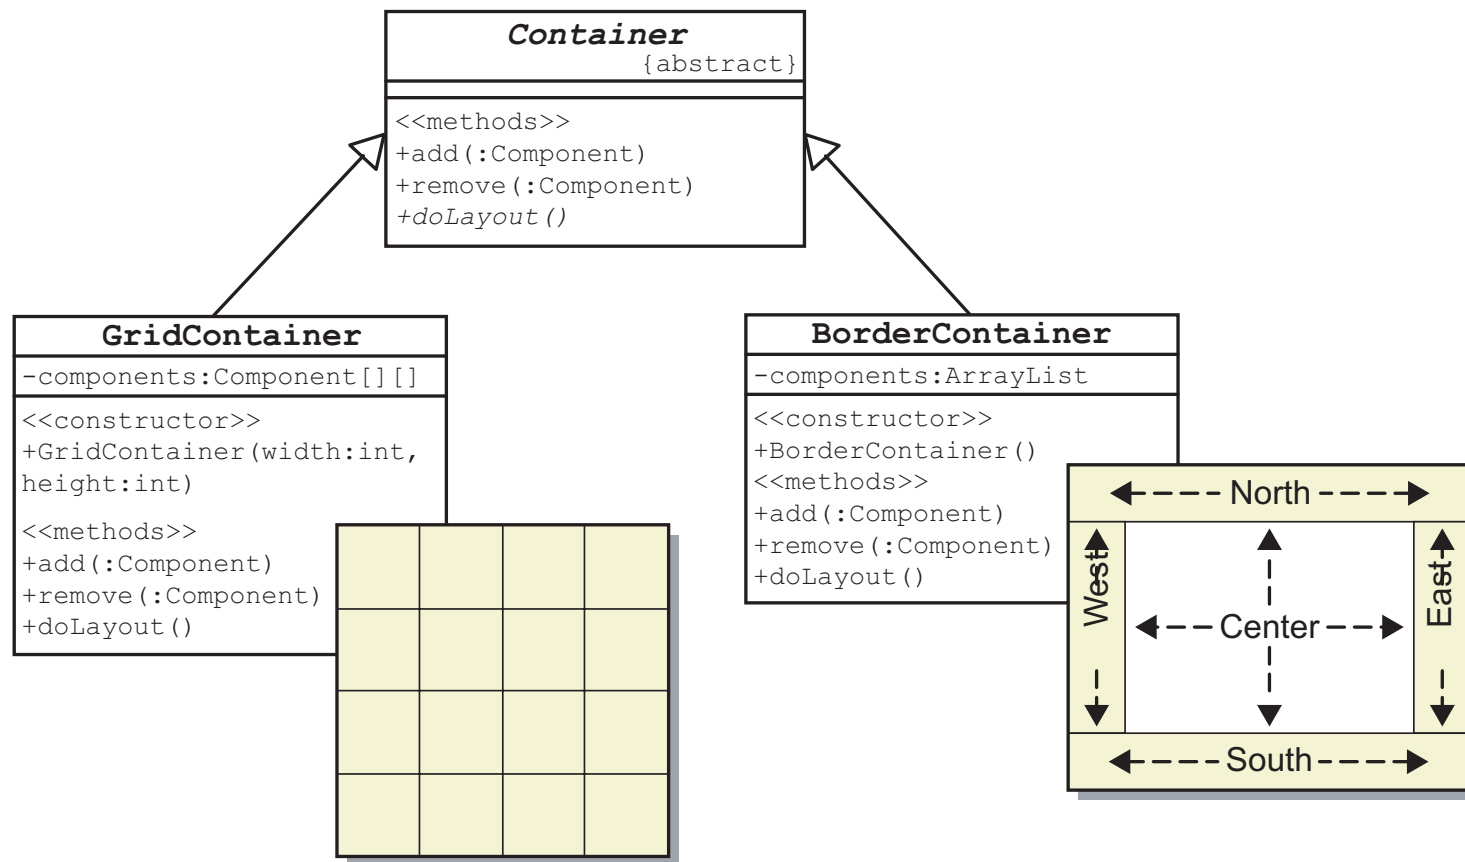 Container
{abstract}
<<methods>>
+add(:Component)
+remove(:Component)
+doLayout()
GridContainer
-components:Component[][]
<<constructor>>
+GridContainer(width:int,
height:int)
<<methods>>
+add(:Component)
+remove(:Component)
+doLayout()
BorderContainer
-components:ArrayList
<<constructor>>
+BorderContainer()
<<methods>>
+add(:Component)
+remove(:Component)
+doLayout()
North
West
Center
East
South